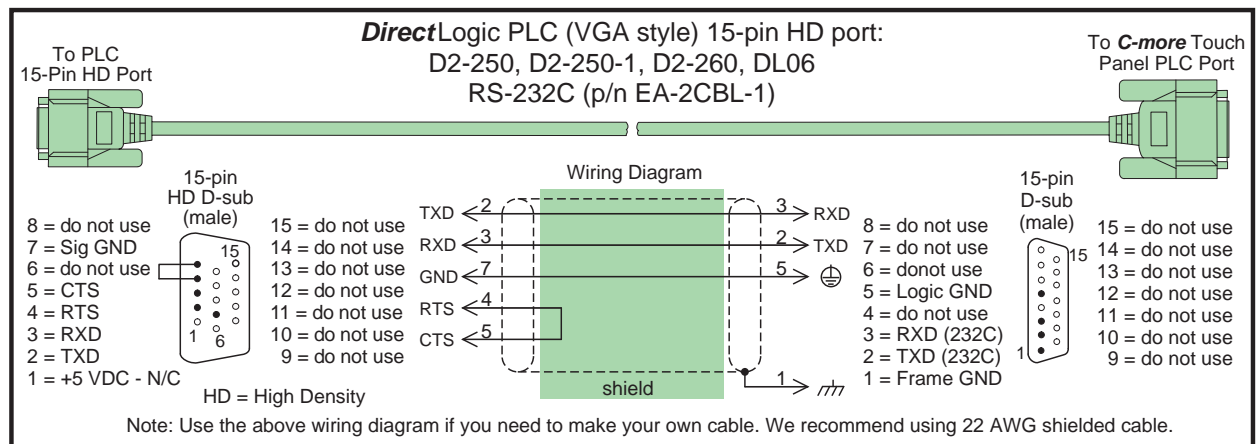 DirectLogic PLC (VGA style) 15-pin HD port:
D2-250, D2-250-1, D2-260, DL06
RS-232C (p/n EA-2CBL-1)
To PLC
15-Pin HD Port
To C-more Touch
Panel PLC Port
Wiring Diagram
15-pin
HD D-sub
(male)
8 = do not use
7 = Sig GND
6 = do not use
5 = CTS
4 = RTS
3 = RXD
2 = TXD
1 = +5 VDC - N/C
15
1
6
15 = do not use
14 = do not use
13 = do not use
12 = do not use
11 = do not use
10 = do not use
9 = do not use
HD = High Density
TXD 2 3 RXD
RXD 3 2 TXD
GND 7 5
RTS 4
CTS 5
shield
1
15-pin
D-sub
(male)
8 = do not use
7 = do not use
6 = donot use
5 = Logic GND
4 = do not use
3 = RXD (232C)
2 = TXD (232C)
1 = Frame GND
15
1
15 = do not use
14 = do not use
13 = do not use
12 = do not use
11 = do not use
10 = do not use
9 = do not use
Note: Use the above wiring diagram if you need to make your own cable. We recommend using 22 AWG shielded cable.